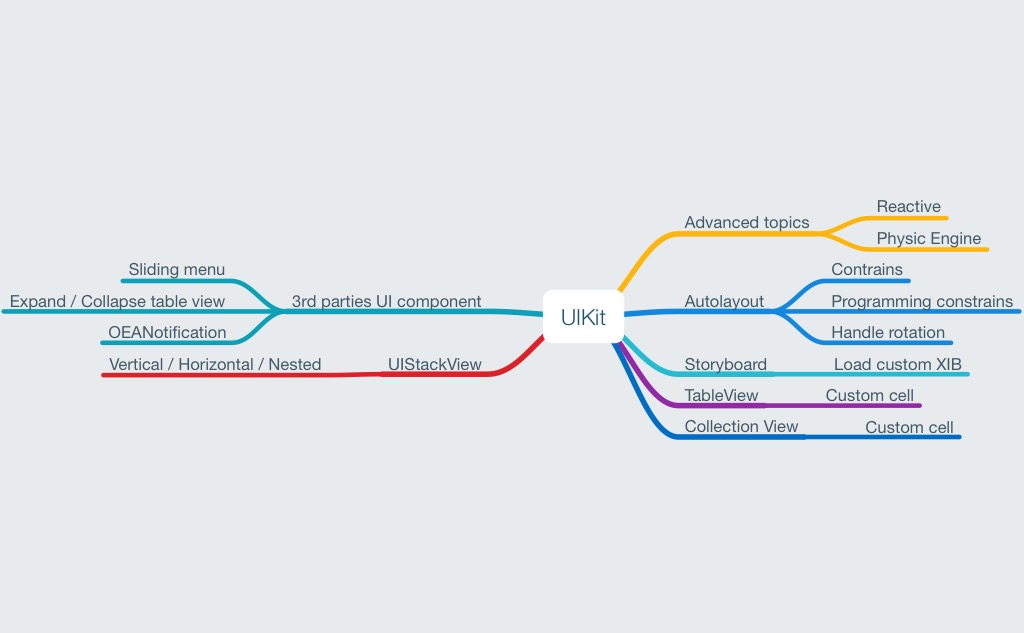 UIKit
Advanced topics
Reactive
Physic Engine
Autolayout
Contrains
Programming constrains
Handle rotation
Storyboard
Load custom XIB
TableView
Custom cell
Collection View
Custom cell
3rd parties UI component
Sliding menu
Expand / Collapse table view
OEANotification
UIStackView
Vertical / Horizontal / Nested